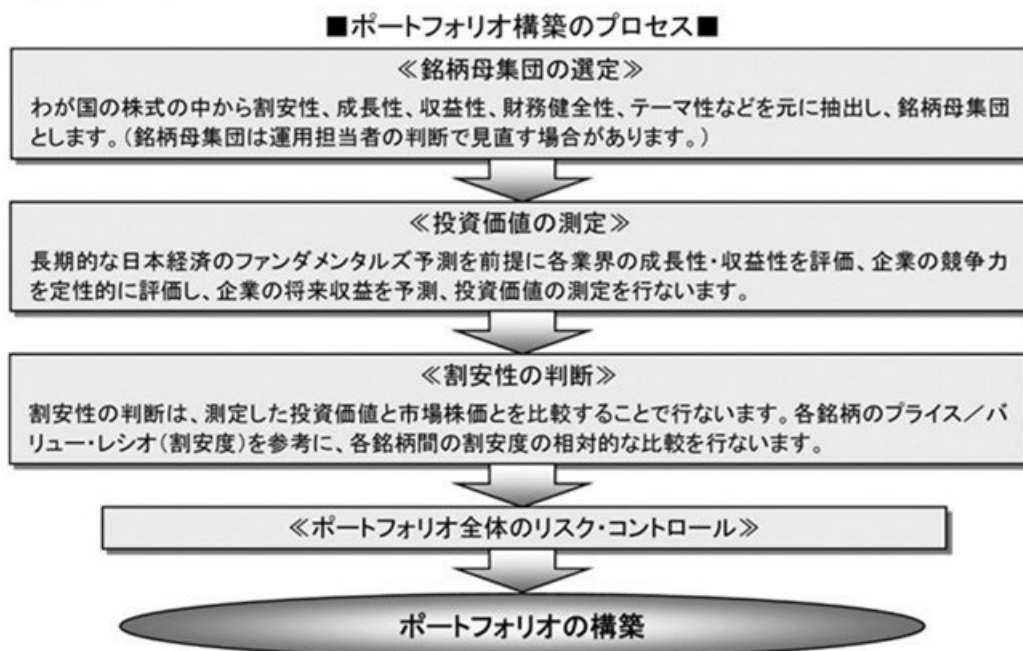 ■ポートフォリオ構築のプロセス■
≪銘柄母集団の選定≫
わが国の株式の中から割安性、成長性、収益性、財務健全性、テーマ性などを元に抽出し、銘柄母集団
とします。（銘柄母集団は運用担当者の判断で見直す場合があります。）
≪投資価値の測定≫
長期的な日本経済のファンダメンタルズ予測を前提に各業界の成長性・収益性を評価、企業の競争力
を定性的に評価し、企業の将来収益を予測、投資価値の測定を行ないます。
≪割安性の判断≫
割安性の判断は、測定した投資価値と市場株価とを比較することで行ないます。各銘柄のプライス／バ
リュー・レシオ（割安度）を参考に、各銘柄間の割安度の相対的な比較を行ないます。
≪ポートフォリオ全体のリスク・コントロール≫
ポートフォリオの構築